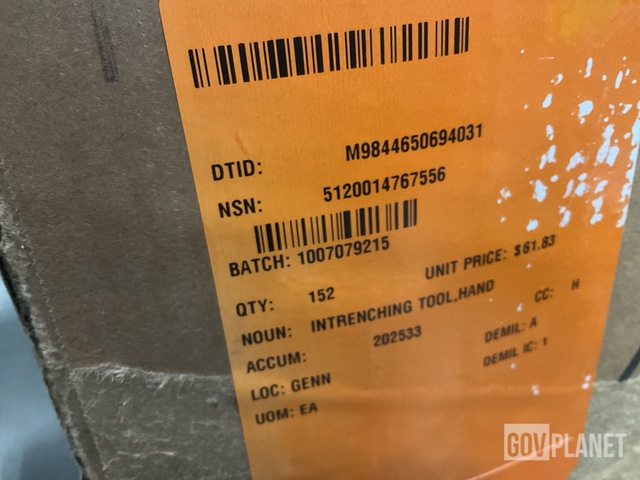 DTID: M9844650694031
NSN: 5120014767556
BATCH: 1007079215
QTY: 152 UNIT PRICE: $61.83
NOUN: INTRENCHING TOOL,HAND CC: H
ACCUM: 202533 DEMIL: A
LOC: GENN DEMIL IC: 1
UOM: EA
GOVPLANET